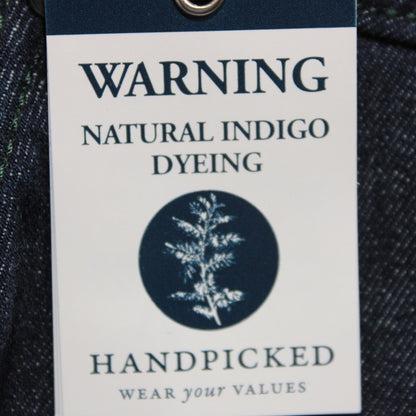 WARNING
NATURAL INDIGO
DYEING
HANDPICKED
WEAR your VALUES